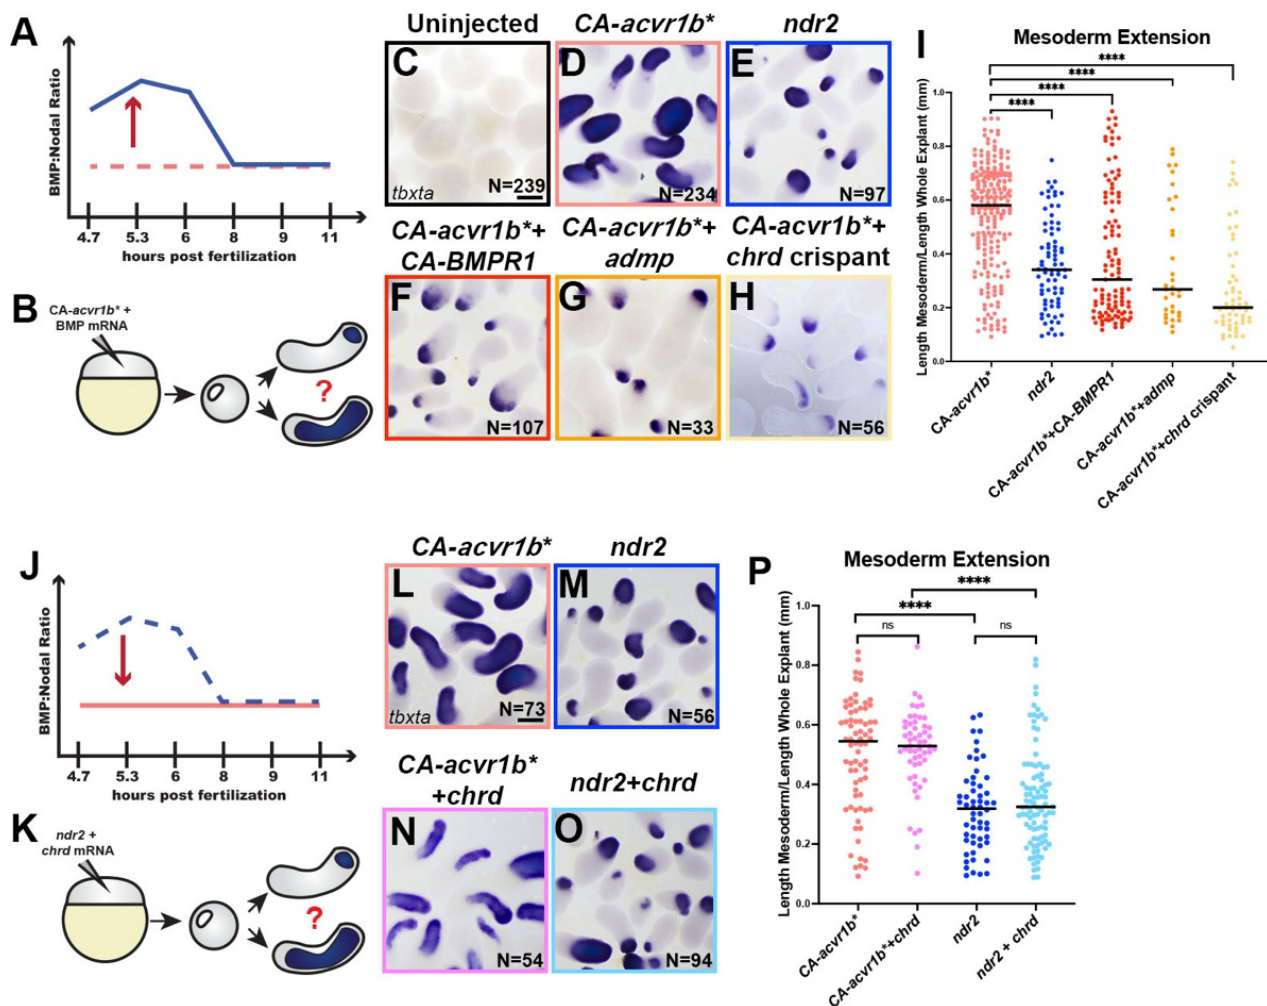 A
BMP:Nodal Ratio
4.7 5.3 6 8 9 11
hours post fertilization
B
CA-acvr1b* +
BMP mRNA
?
Uninjected
C
tbxta
N=239
CA-acvr1b*
D
N=234
ndr2
E
N=97
CA-acvr1b*+
CA-BMPR1
F
N=107
CA-acvr1b*+
admp
G
N=33
CA-acvr1b*+
chrd crispant
H
N=56
I
Mesoderm Extension
****
****
****
****
Length Mesoderm/Length Whole Explant (mm)
1.0
0.8
0.6
0.4
0.2
0.0
CA-acvr1b*
ndr2
CA-acvr1b*+CA-BMPR1
CA-acvr1b*+admp
CA-acvr1b*+chrd crispant
J
BMP:Nodal Ratio
4.7 5.3 6 8 9 11
hours post fertilization
K
ndr2 +
chrd mRNA
?
CA-acvr1b*
L
tbxta
N=73
ndr2
M
N=56
CA-acvr1b*
+chrd
N
N=54
ndr2+chrd
O
N=94
P
Mesoderm Extension
****
****
ns
ns
Length Mesoderm/Length Whole Explant (mm)
1.0
0.8
0.6
0.4
0.2
0.0
CA-acvr1b*
CA-acvr1b*+chrd
ndr2
ndr2 + chrd